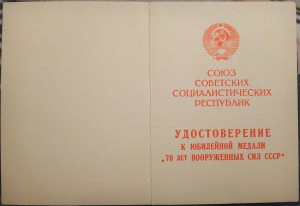 СОЮЗ
СОВЕТСКИХ
СОЦИАЛИСТИЧЕСКИХ
РЕСПУБЛИК
УДОСТОВЕРЕНИЕ
К ЮБИЛЕЙНОЙ МЕДАЛИ
„70 ЛЕТ ВООРУЖЕННЫХ СИЛ СССР“